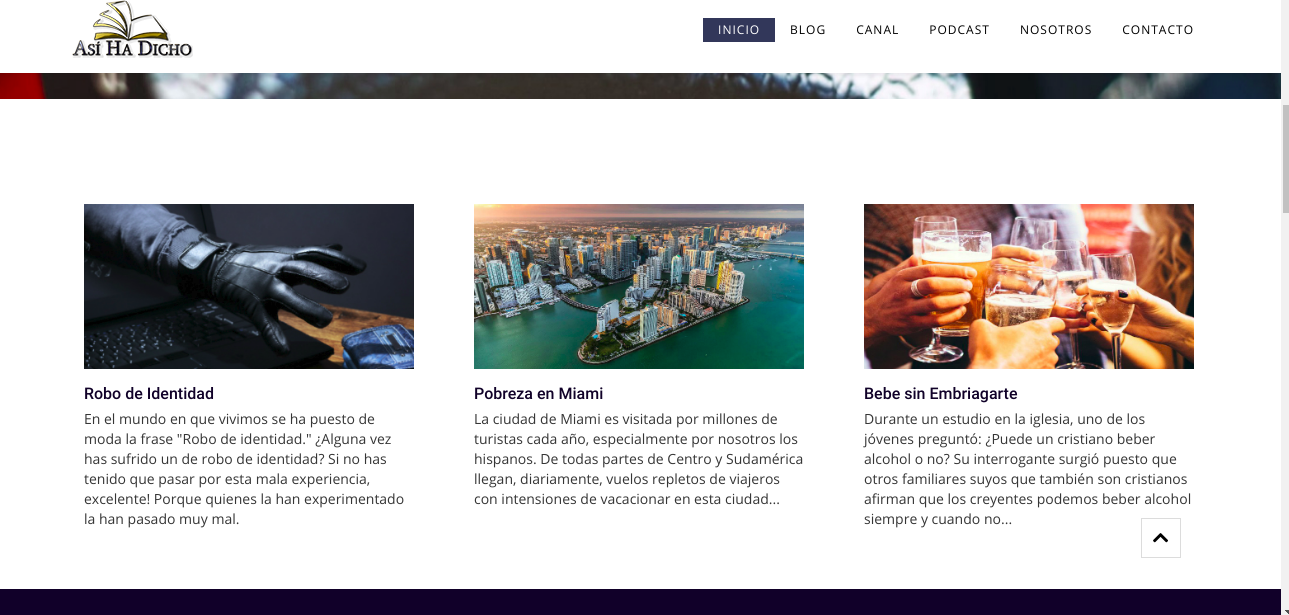 ASÍ HA DICHO
INICIO
BLOG
CANAL
PODCAST
NOSOTROS
CONTACTO
Robo de Identidad
En el mundo en que vivimos se ha puesto de
moda la frase "Robo de identidad." ¿Alguna vez
has sufrido un de robo de identidad? Si no has
tenido que pasar por esta mala experiencia,
excelente! Porque quienes la han experimentado
la han pasado muy mal.
Pobreza en Miami
La ciudad de Miami es visitada por millones de
turistas cada año, especialmente por nosotros los
hispanos. De todas partes de Centro y Sudamérica
llegan, diariamente, vuelos repletos de viajeros
con intensiones de vacacionar en esta ciudad...
Bebe sin Embriagarte
Durante un estudio en la iglesia, uno de los
jóvenes preguntó: ¿Puede un cristiano beber
alcohol o no? Su interrogante surgió puesto que
otros familiares suyos que también son cristianos
afirman que los creyentes podemos beber alcohol
siempre y cuando no...